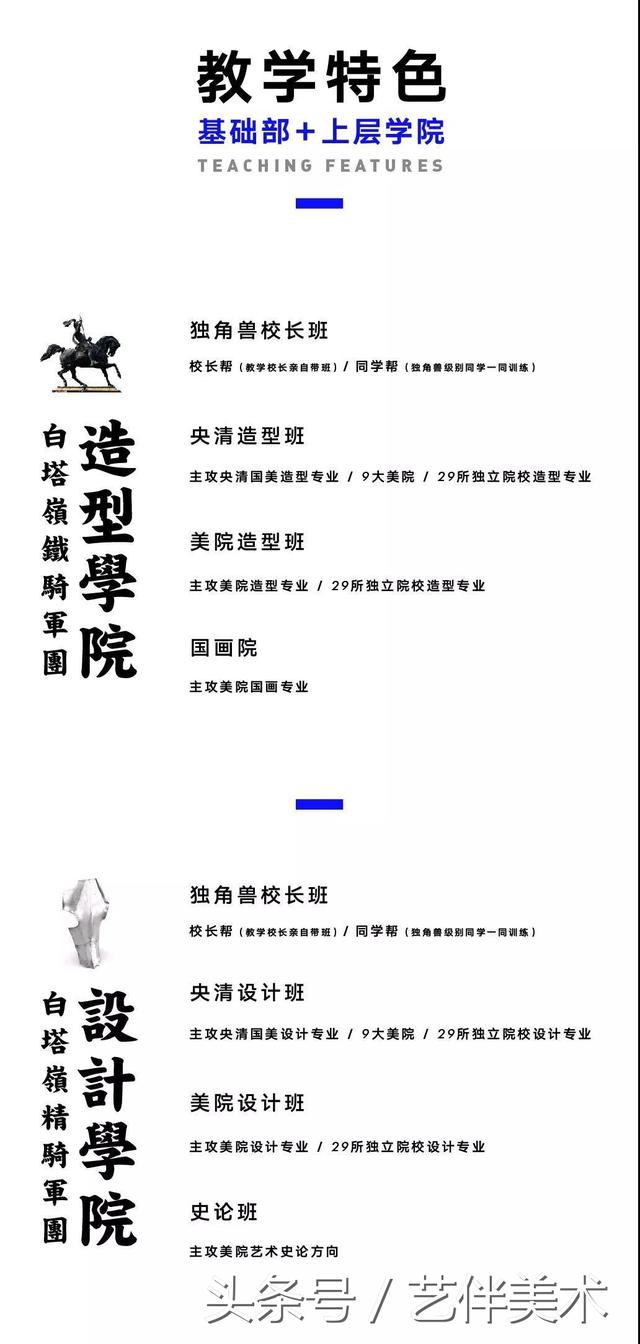 教学特色
基础部+上层学院
TEACHING FEATURES
造型學院
白塔嶺鐵騎軍團
独角兽校长班
校长帮（教学校长亲自带班）/ 同学帮（独角兽级别同学一同训练）
央清造型班
主攻央清国美造型专业 / 9大美院 / 29所独立院校造型专业
美院造型班
主攻美院造型专业 / 29所独立院校造型专业
国画院
主攻美院国画专业
設計學院
白塔嶺精騎軍團
独角兽校长班
校长帮（教学校长亲自带班）/ 同学帮（独角兽级别同学一同训练）
央清设计班
主攻央清国美设计专业 / 9大美院 / 29所独立院校设计专业
美院设计班
主攻美院设计专业 / 29所独立院校设计专业
史论班
主攻美院艺术史论方向
头条号 / 艺伴美术